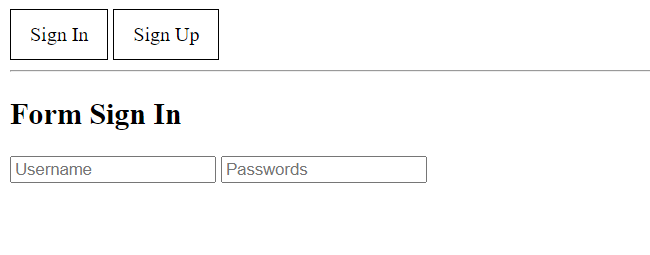 Sign In Sign Up
Form Sign In
Username Passwords